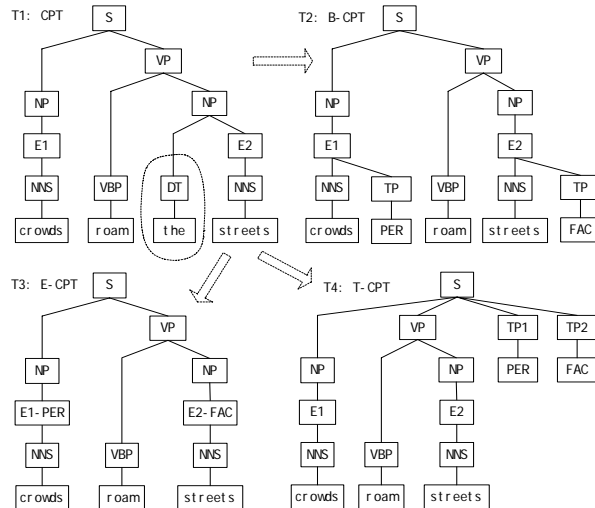 T1: CPT S T2: B-CPT S
VP VP
NP NP NP NP
E1 E2 E1 E2
NNS VBP DT NNS NNS TP VBP NNS TP
crowds roam the streets crowds PER roam streets FAC
T3: E-CPT S T4: T-CPT S
VP VP TP1 TP2
NP NP NP NP PER FAC
E1-PER E2-FAC E1 E2
NNS VBP NNS NNS VBP NNS
crowds roam streets crowds roam streets